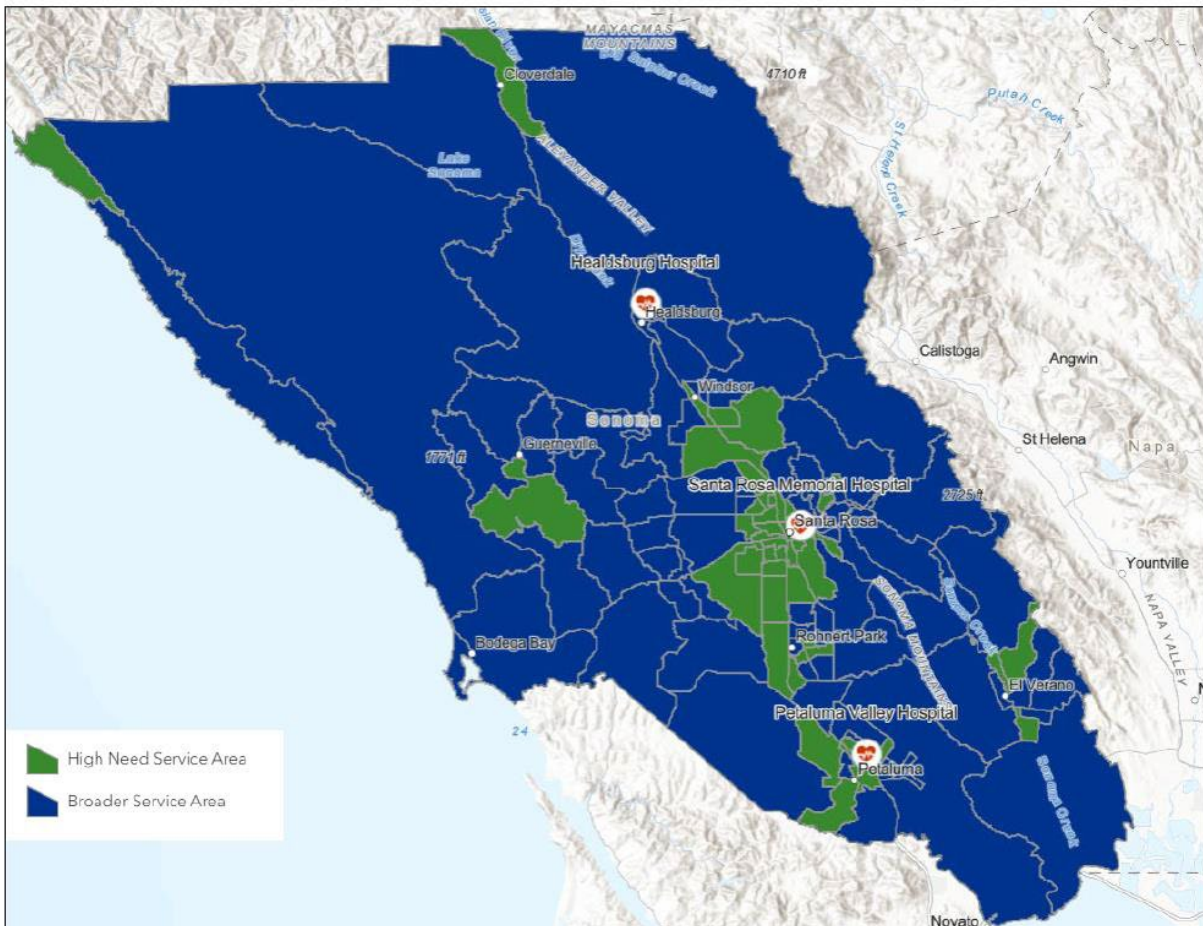 MAYACMAS
MOUNTAINS
Big Sulphur Creek
4710 ft
Cloverdale
Putah Creek
St Helena Creek
Lake
Sonoma
ALEXANDER VALLEY
Healdsburg Hospital
Healdsburg
Calistoga
Angwin
Windsor
Sonoma
Guerneville
1771 ft
St Helena
Napa
Santa Rosa Memorial Hospital
2725 ft
Santa Rosa
Yountville
NAPA VALLEY
SONOMA MOUNTAINS
Sonoma Creek
Rohnert Park
Bodega Bay
El Verano
N
Petaluma Valley Hospital
24
High Need Service Area
Petaluma
Broader Service Area
Sonoma Creek
Novato